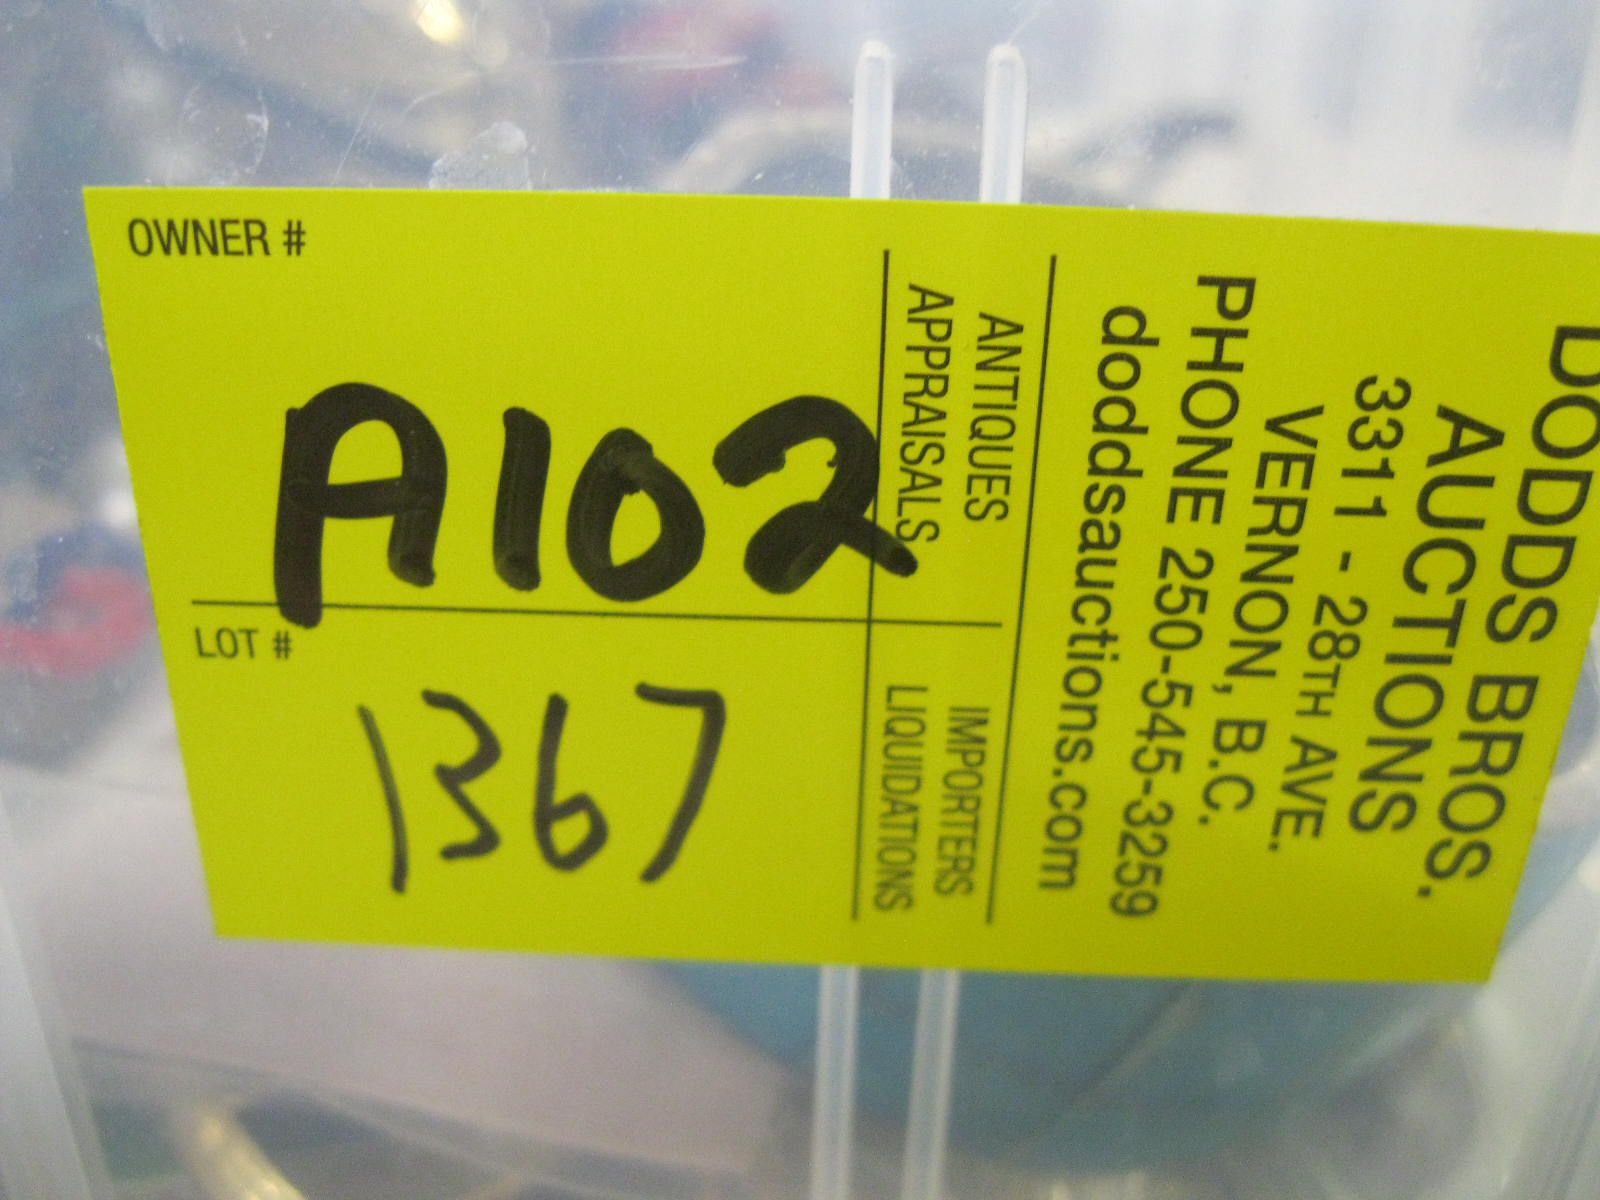 OWNER #
A102
LOT #
1367
DODDS BROS.
AUCTIONS
3311 - 28TH AVE.
VERNON, B.C.
PHONE 250-545-3259
doddsauctions.com
ANTIQUES
APPRAISALS
IMPORTERS
LIQUIDATIONS